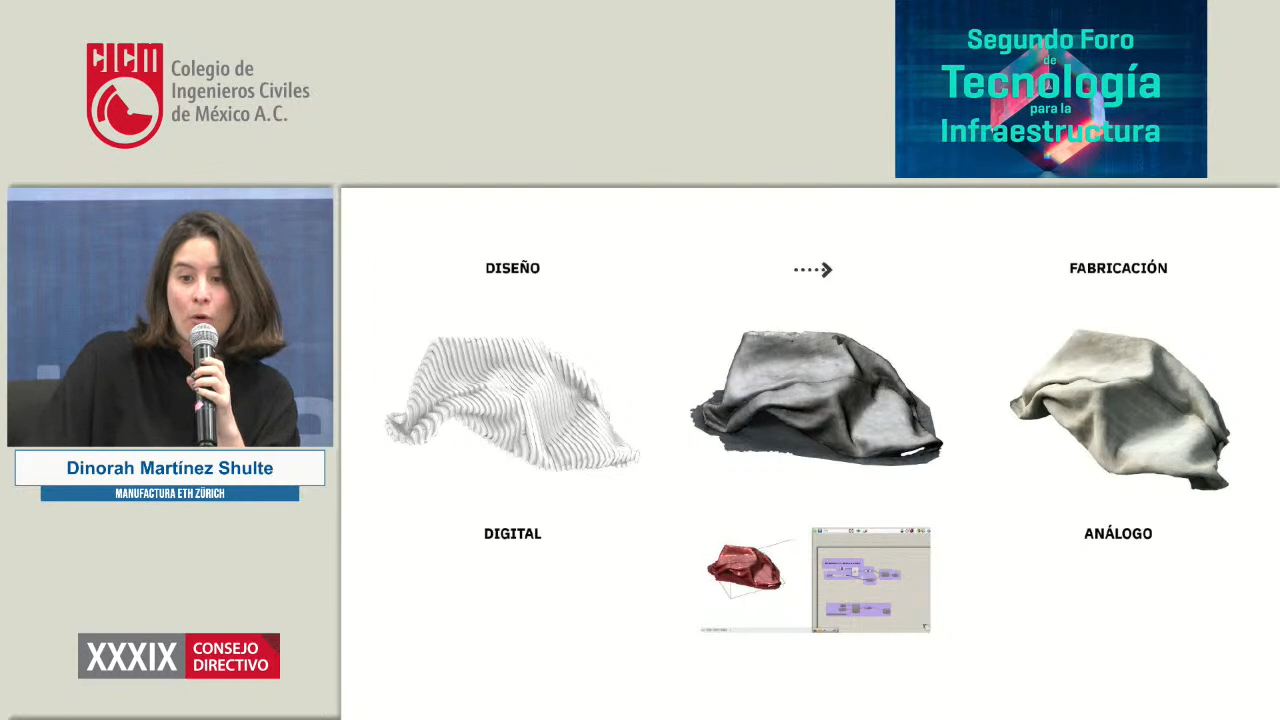 CICM
Colegio de
Ingenieros Civiles
de México A.C.
Segundo Foro
de
Tecnología
para la
Infraestructura
Dinorah Martínez Shulte
MANUFACTURA ETH ZÜRICH
XXXIX
CONSEJO
DIRECTIVO
DISEÑO
FABRICACIÓN
DIGITAL
ANÁLOGO